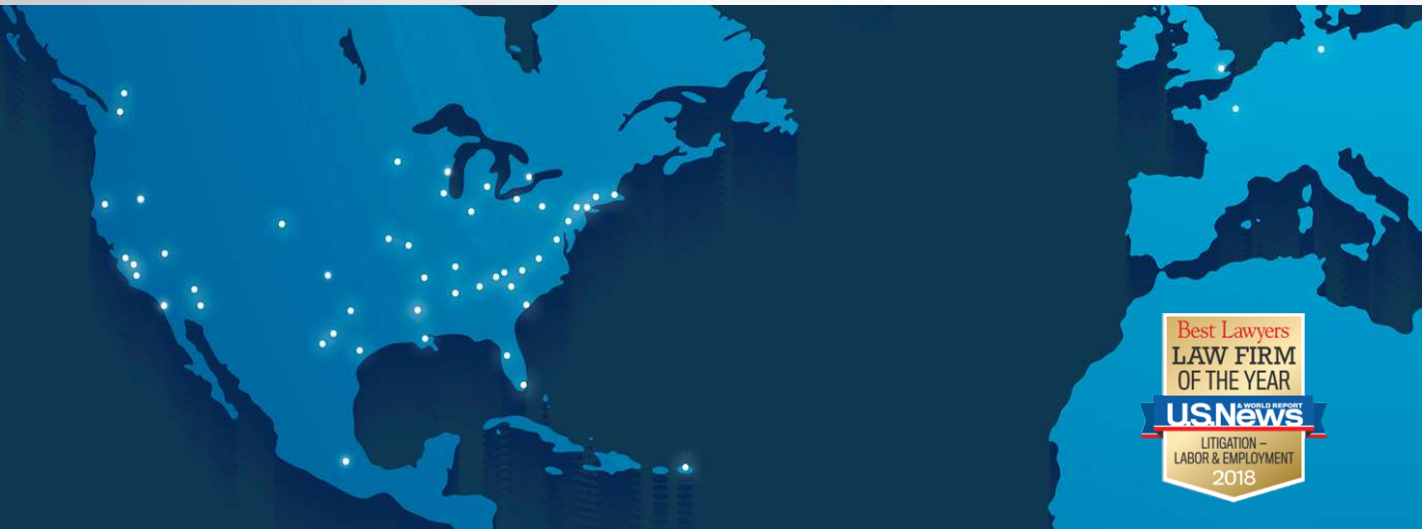 Best Lawyers
LAW FIRM
OF THE YEAR
U.S.News
& WORLD REPORT
LITIGATION –
LABOR & EMPLOYMENT
2018